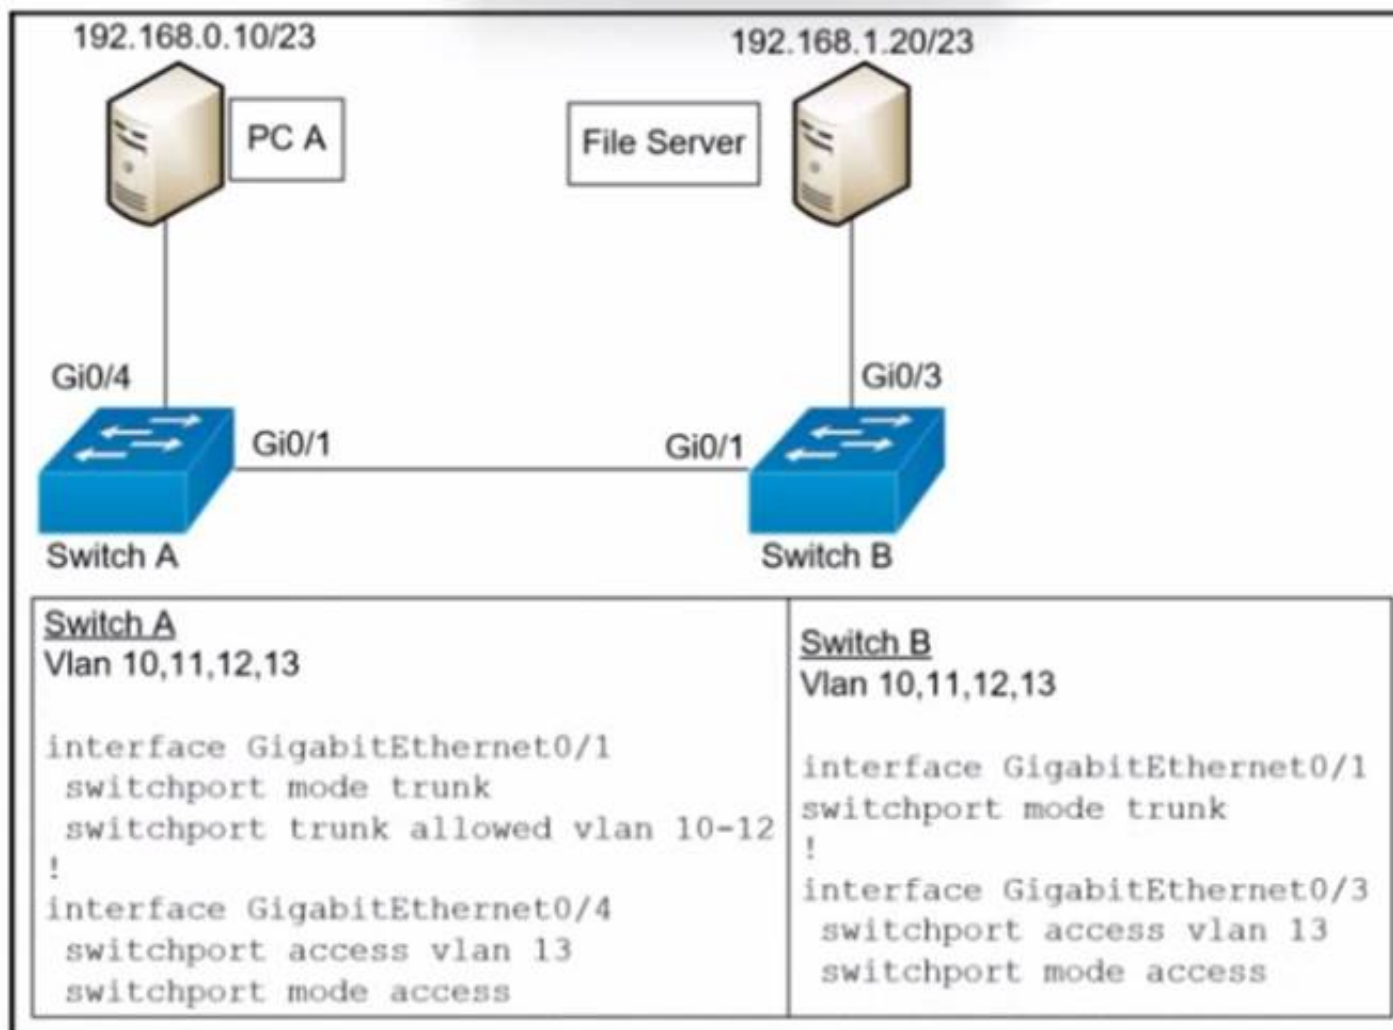 192.168.0.10/23
192.168.1.20/23
PC A
File Server
Gi0/4
Gi0/3
Gi0/1
Gi0/1
Switch A
Switch B
Switch A
Vlan 10,11,12,13
interface GigabitEthernet0/1
switchport mode trunk
switchport trunk allowed vlan 10-12
!
interface GigabitEthernet0/4
switchport access vlan 13
switchport mode access
Switch B
Vlan 10,11,12,13
interface GigabitEthernet0/1
switchport mode trunk
!
interface GigabitEthernet0/3
switchport access vlan 13
switchport mode access